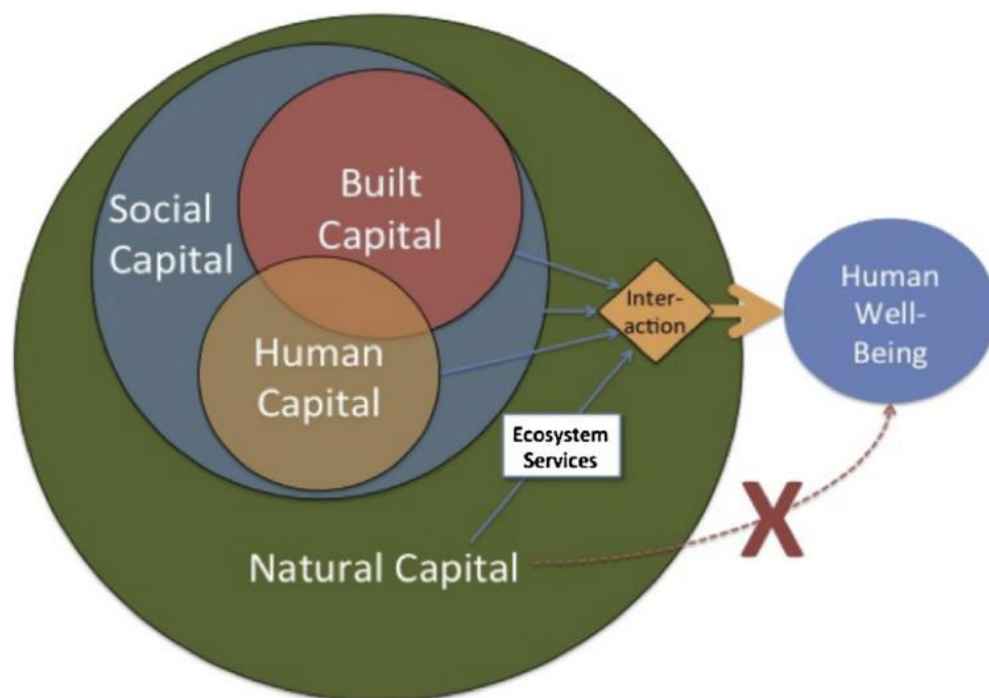 Social
Capital
Built
Capital
Human
Capital
Inter-
action
Human
Well-
Being
Ecosystem
Services
Natural Capital
X